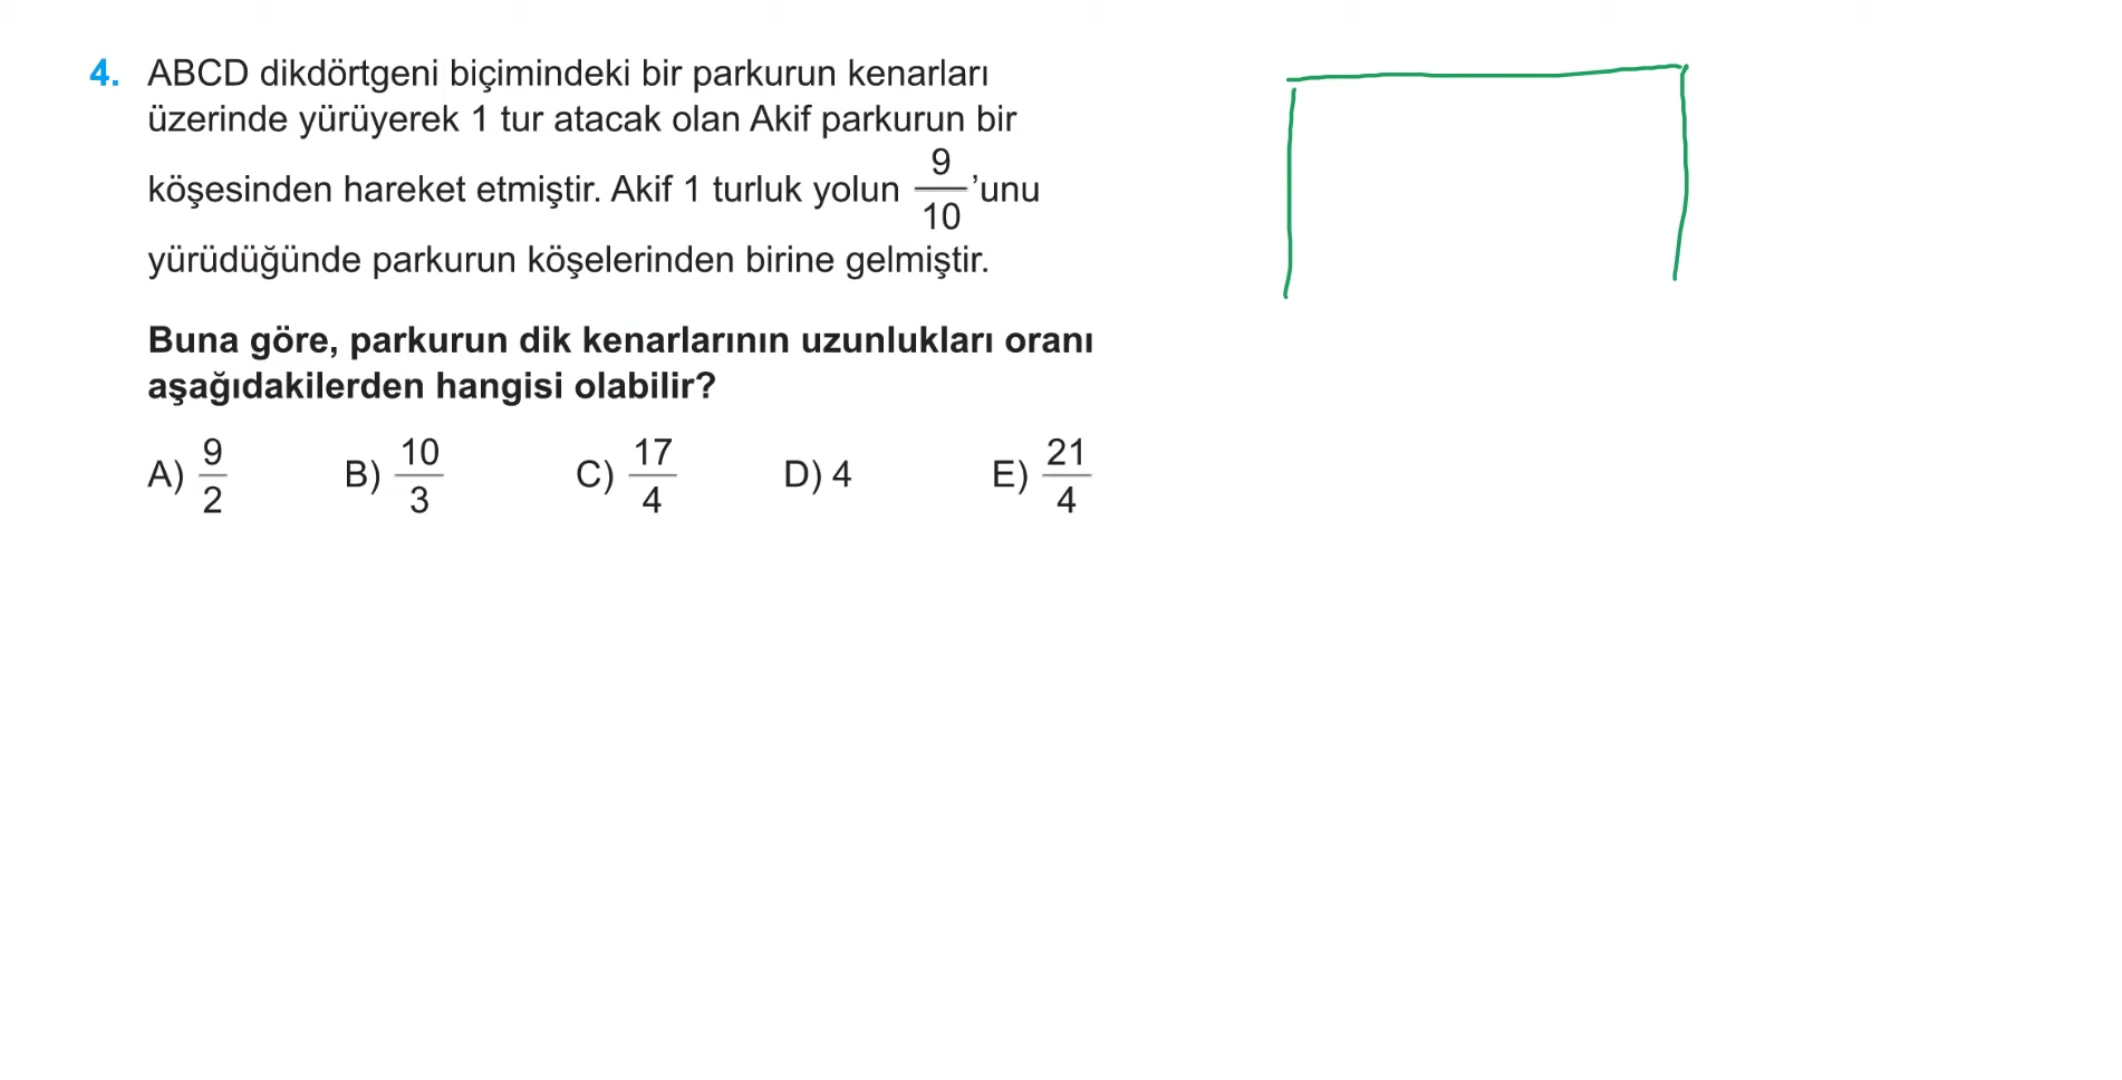 4. ABCD dikdörtgeni biçimindeki bir parkurun kenarları
üzerinde yürüyerek 1 tur atacak olan Akif parkurun bir
köşesinden hareket etmiştir. Akif 1 turluk yolun 9/10 'unu
yürüdüğünde parkurun köşelerinden birine gelmiştir.
Buna göre, parkurun dik kenarlarının uzunlukları oranı
aşağıdakilerden hangisi olabilir?
A) 9/2 B) 10/3 C) 17/4 D) 4 E) 21/4